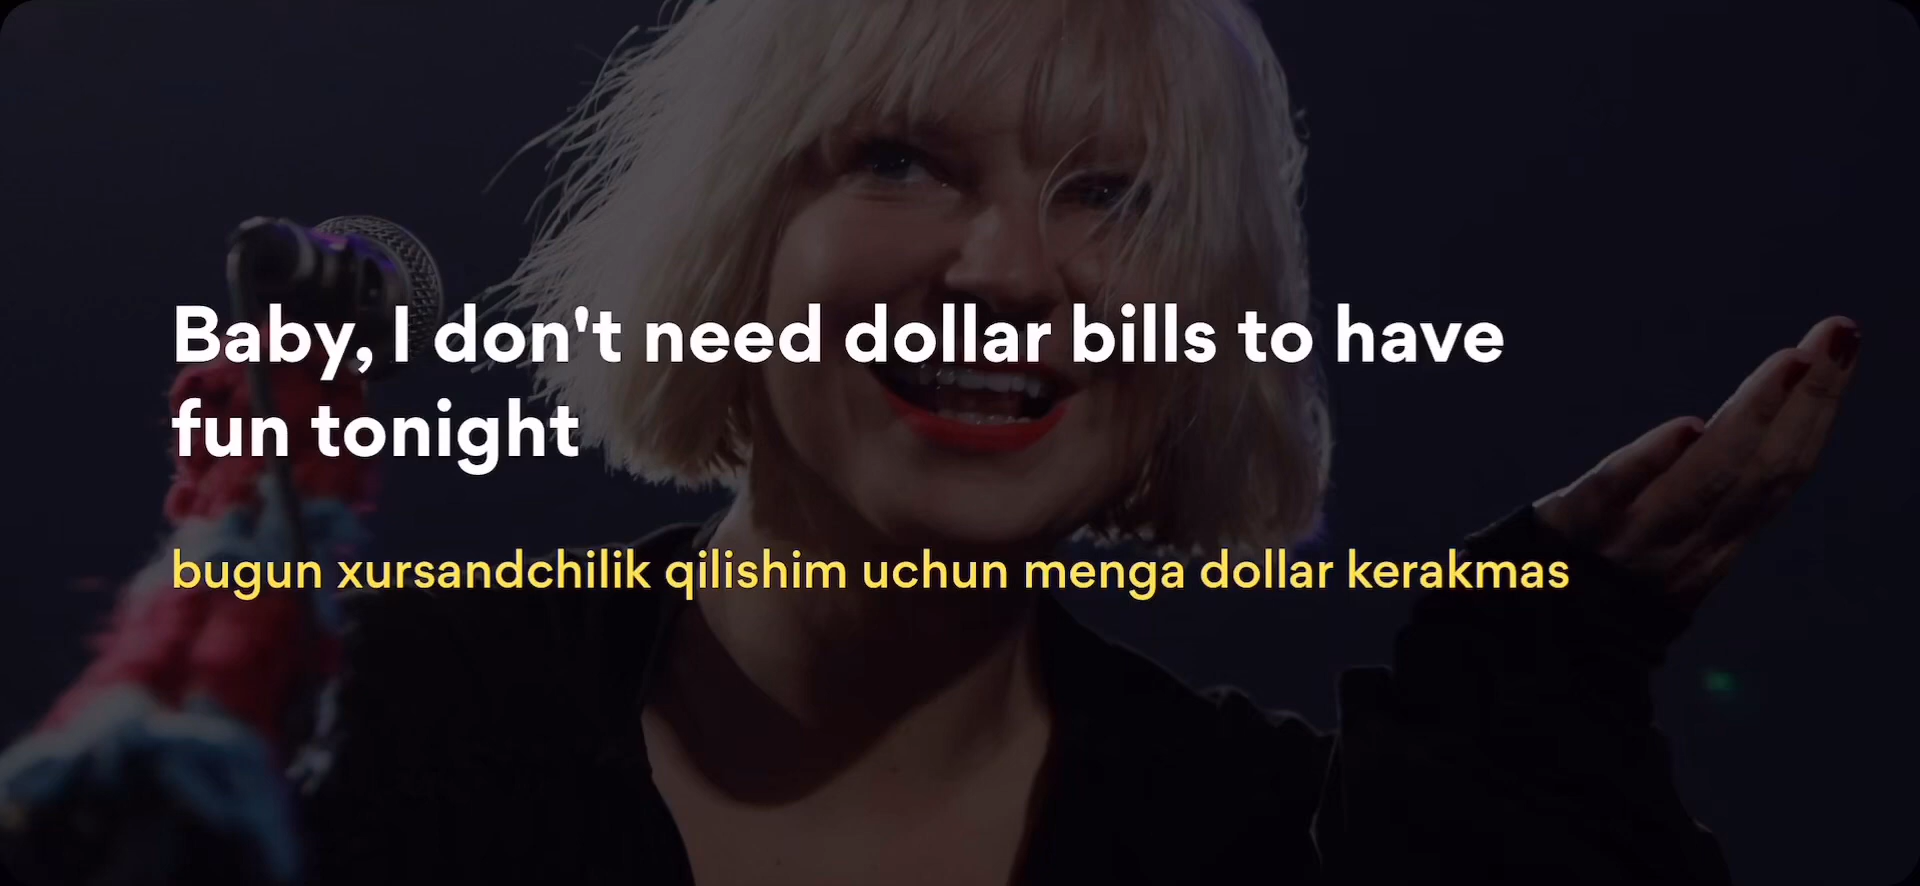 Baby, I don't need dollar bills to have
fun tonight
bugun xursandchilik qilishim uchun menga dollar kerakmas